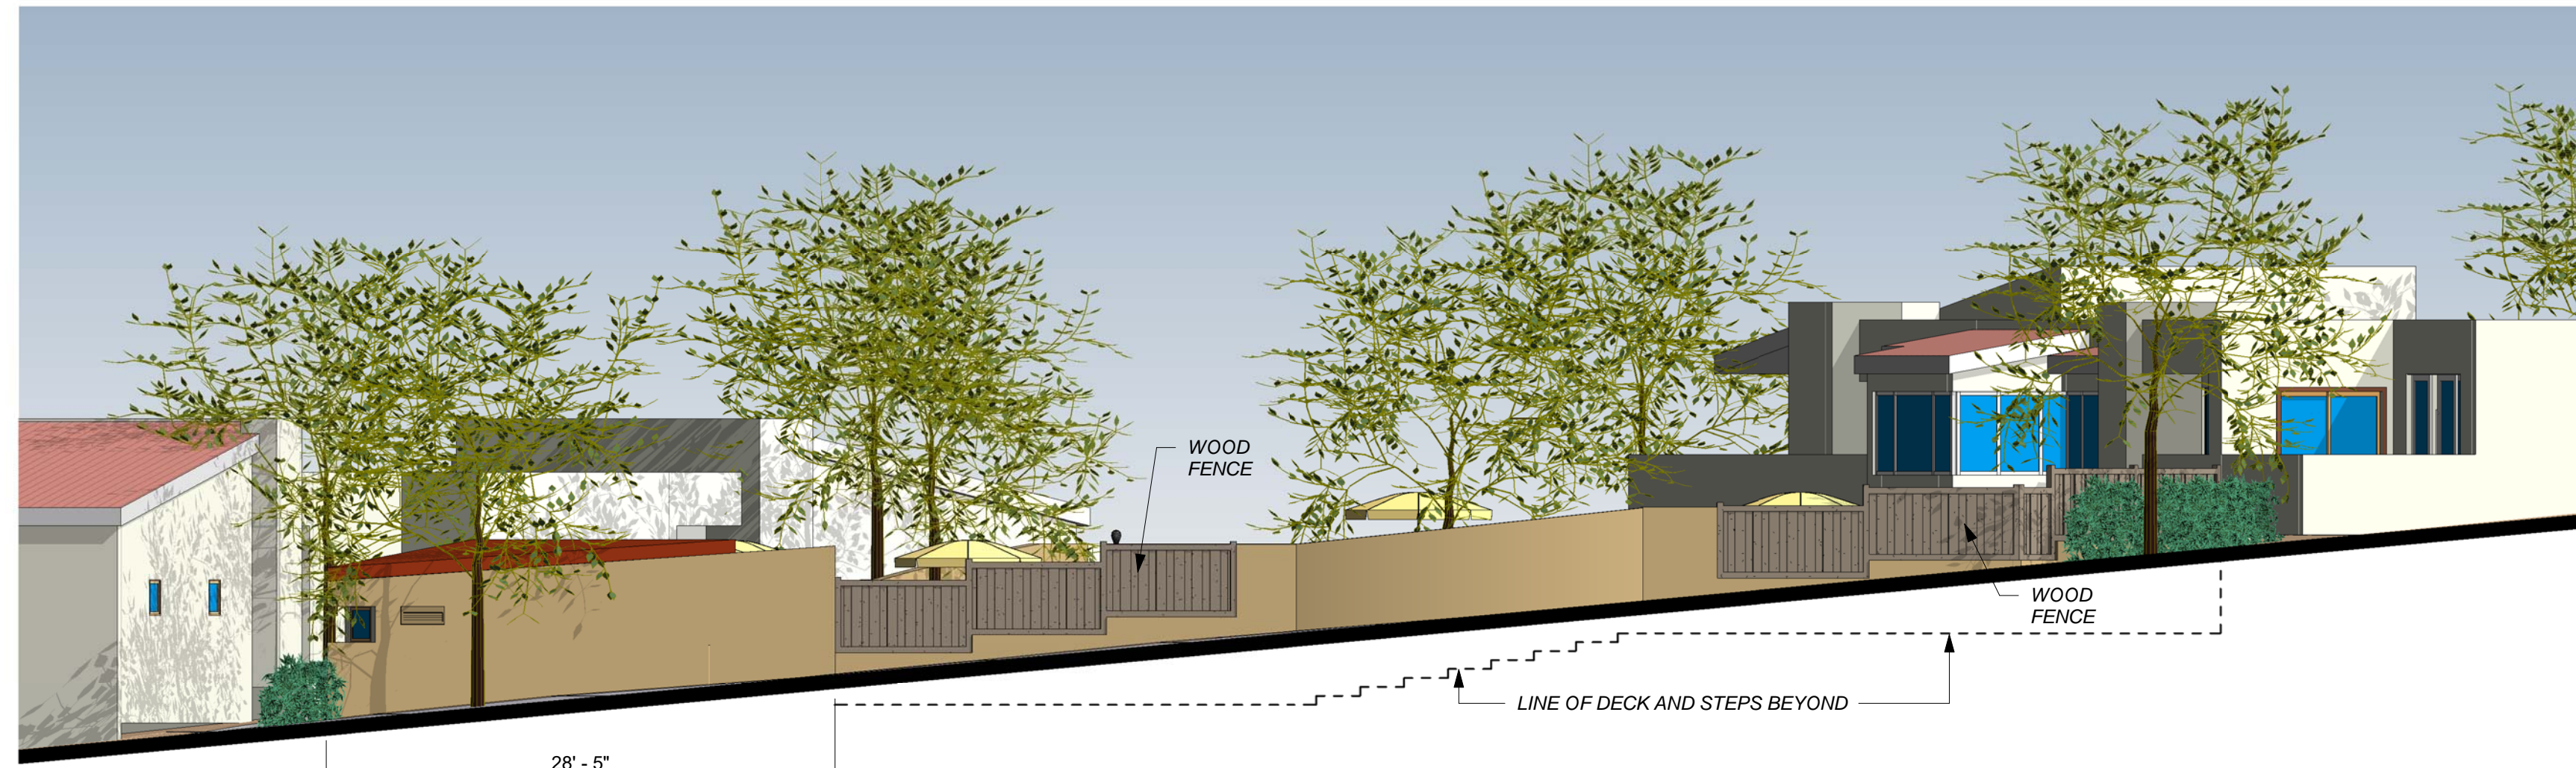 WOOD
FENCE
WOOD
FENCE
LINE OF DECK AND STEPS BEYOND
28' - 5"